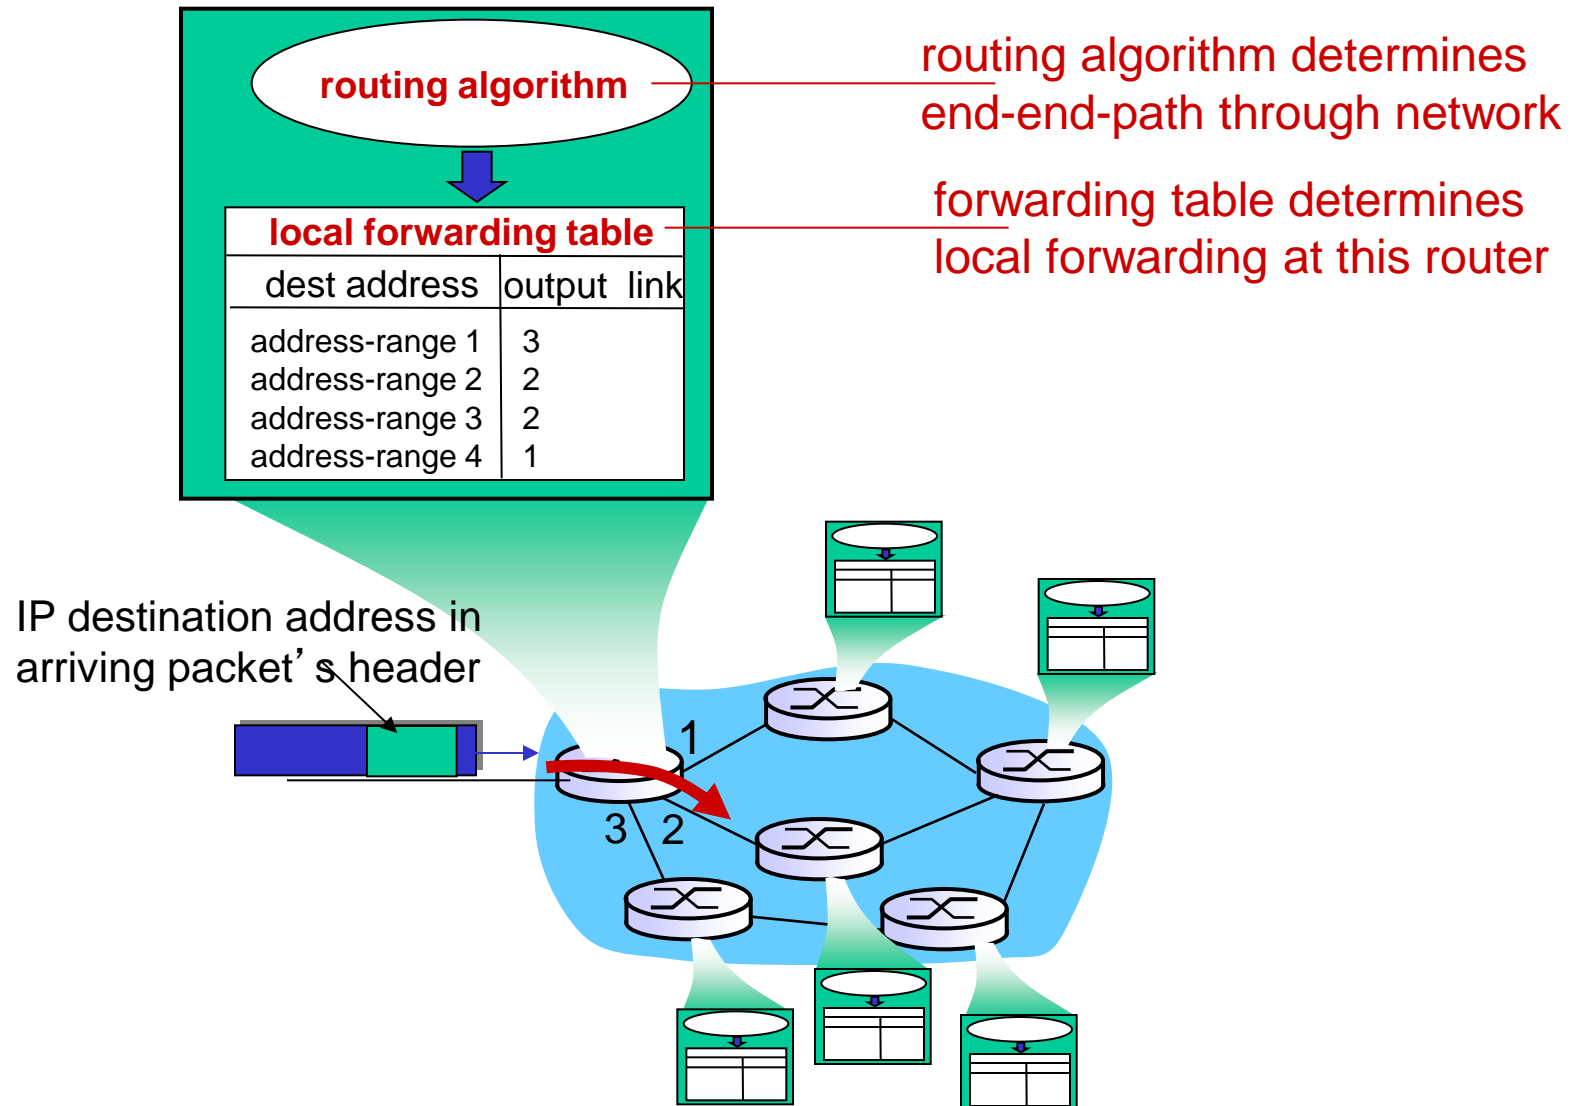 routing algorithm
routing algorithm determines
end-end-path through network
local forwarding table
forwarding table determines
local forwarding at this router
dest address output link
address-range 1 3
address-range 2 2
address-range 3 2
address-range 4 1
IP destination address in
arriving packet’s header
1
3 2